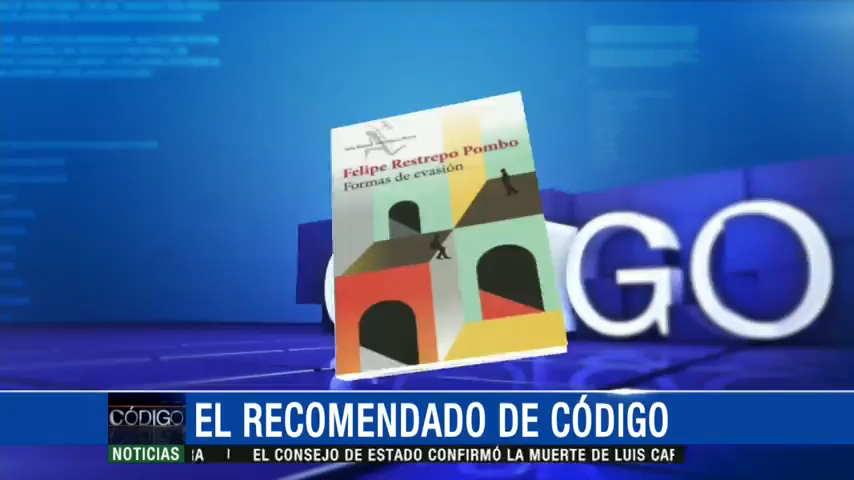 Felipe Restrepo Pombo
Formas de evasión
GO
CÓDIGO
EL RECOMENDADO DE CÓDIGO
NOTICIAS
EL CONSEJO DE ESTADO CONFIRMÓ LA MUERTE DE LUIS